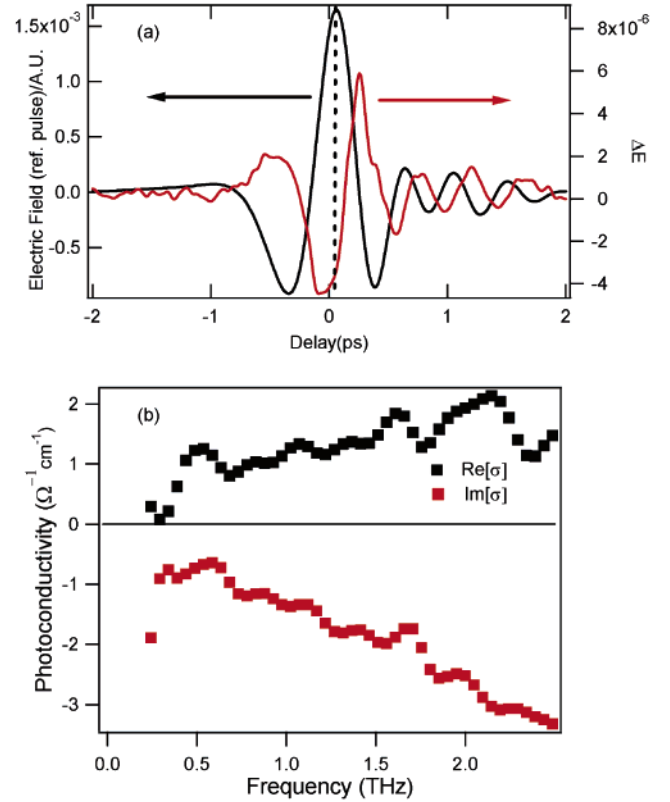 (a)
Electric Field (ref. pulse)/A.U.
1.5x10⁻³
1.0
0.5
0.0
-0.5
8x10⁻⁶
6
4
2
0
-2
-4
ΔE
-2
-1
0
1
2
Delay(ps)
(b)
Photoconductivity (Ω⁻¹ cm⁻¹)
2
1
0
-1
-2
-3
Re[σ]
Im[σ]
0.0
0.5
1.0
1.5
2.0
Frequency (THz)